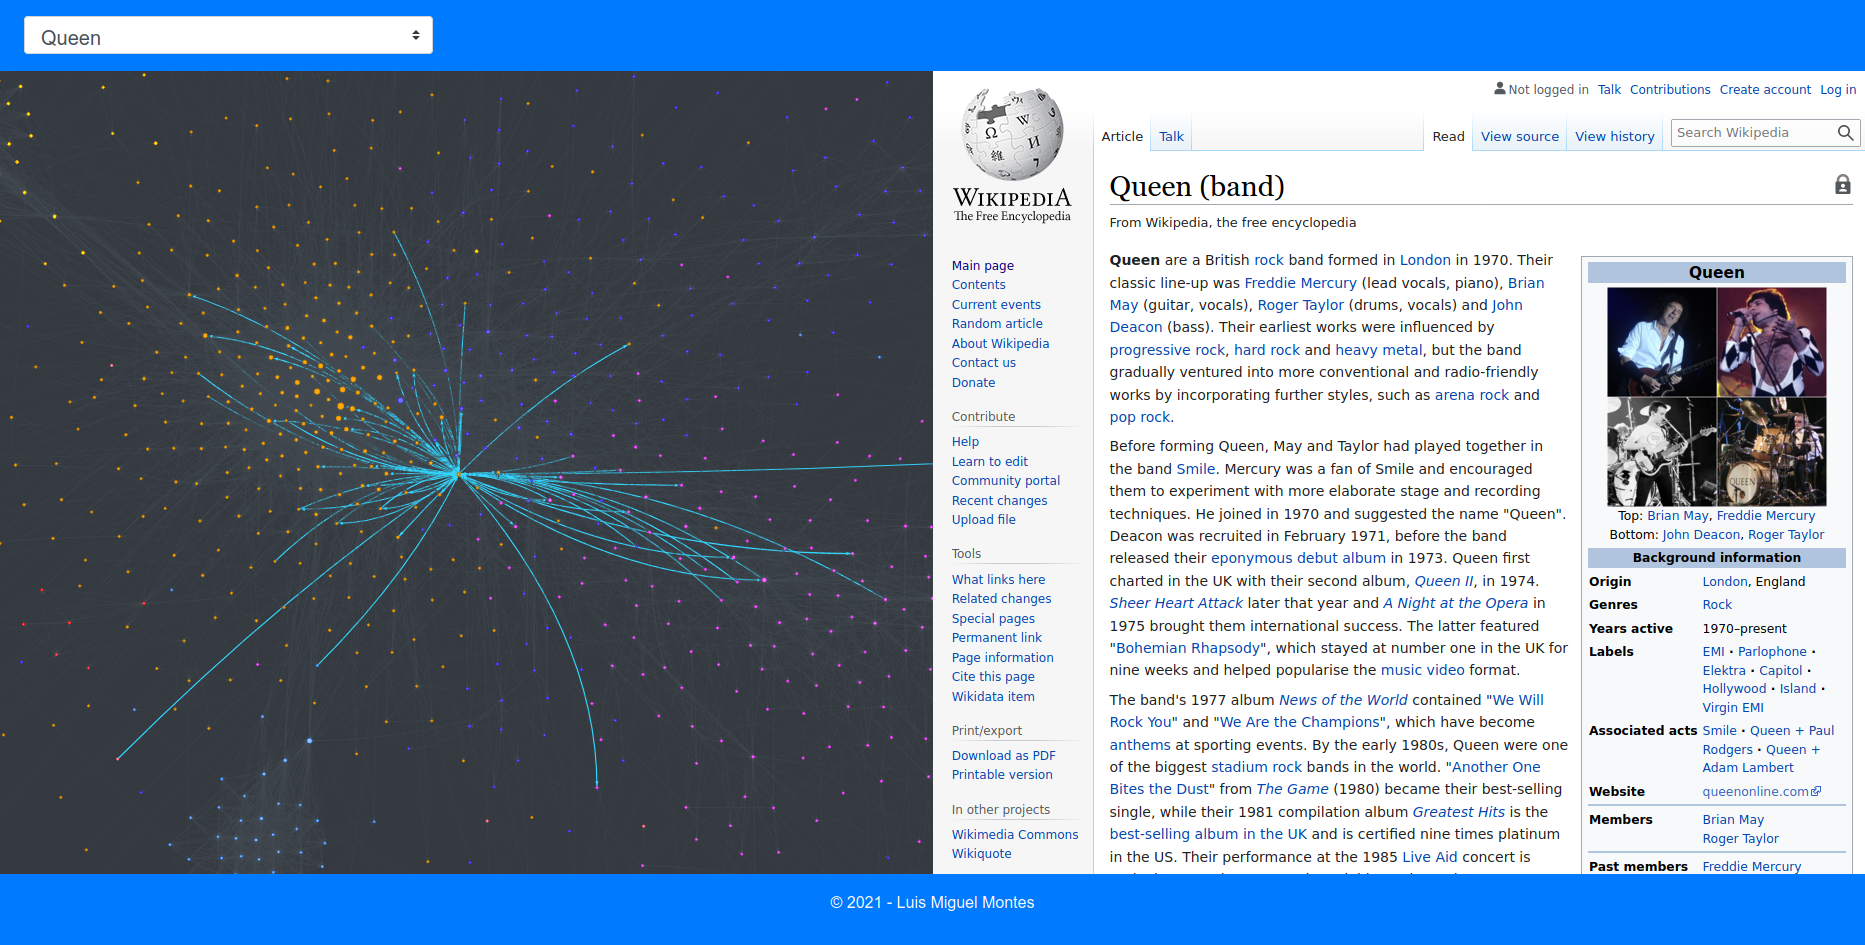 Queen
Not logged in Talk Contributions Create account Log in
Article Talk Read View source View history Search Wikipedia
WIKIPEDIA
The Free Encyclopedia
Main page
Contents
Current events
Random article
About Wikipedia
Contact us
Donate
Contribute
Help
Learn to edit
Community portal
Recent changes
Upload file
Tools
What links here
Related changes
Special pages
Permanent link
Page information
Cite this page
Wikidata item
Print/export
Download as PDF
Printable version
In other projects
Wikimedia Commons
Wikiquote
Queen (band)
From Wikipedia, the free encyclopedia
Queen are a British rock band formed in London in 1970. Their
classic line-up was Freddie Mercury (lead vocals, piano), Brian
May (guitar, vocals), Roger Taylor (drums, vocals) and John
Deacon (bass). Their earliest works were influenced by
progressive rock, hard rock and heavy metal, but the band
gradually ventured into more conventional and radio-friendly
works by incorporating further styles, such as arena rock and
pop rock.
Before forming Queen, May and Taylor had played together in
the band Smile. Mercury was a fan of Smile and encouraged
them to experiment with more elaborate stage and recording
techniques. He joined in 1970 and suggested the name "Queen".
Deacon was recruited in February 1971, before the band
released their eponymous debut album in 1973. Queen first
charted in the UK with their second album, Queen II, in 1974.
Sheer Heart Attack later that year and A Night at the Opera in
1975 brought them international success. The latter featured
"Bohemian Rhapsody", which stayed at number one in the UK for
nine weeks and helped popularise the music video format.
The band's 1977 album News of the World contained "We Will
Rock You" and "We Are the Champions", which have become
anthems at sporting events. By the early 1980s, Queen were one
of the biggest stadium rock bands in the world. "Another One
Bites the Dust" from The Game (1980) became their best-selling
single, while their 1981 compilation album Greatest Hits is the
best-selling album in the UK and is certified nine times platinum
in the US. Their performance at the 1985 Live Aid concert is
Queen
QUEEN
Top: Brian May, Freddie Mercury
Bottom: John Deacon, Roger Taylor
Background information
Origin London, England
Genres Rock
Years active 1970–present
Labels EMI · Parlophone ·
Elektra · Capitol ·
Hollywood · Island ·
Virgin EMI
Associated acts Smile · Queen + Paul
Rodgers · Queen +
Adam Lambert
Website queenonline.com
Members Brian May
Roger Taylor
Past members Freddie Mercury
© 2021 - Luis Miguel Montes